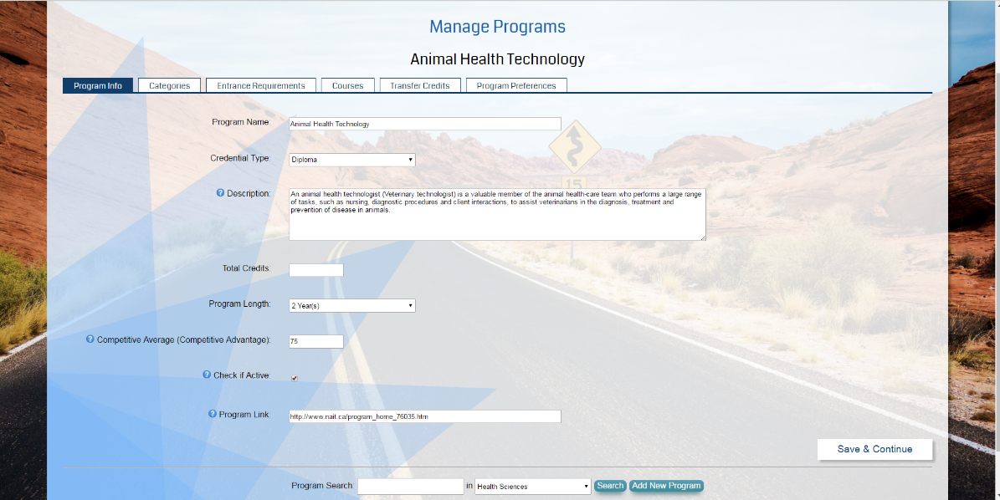 Manage Programs
Animal Health Technology
Program Info
Categories
Entrance Requirements
Courses
Transfer Credits
Program Preferences
Program Name:
Animal Health Technology
Credential Type:
Diploma
Description:
An animal health technologist (Veterinary technologist) is a valuable member of the animal health-care team who performs a large range
of tasks, such as nursing, diagnostic procedures and client interactions, to assist veterinarians in the diagnosis, treatment and
prevention of disease in animals.
15
Total Credits:
Program Length:
2 Year(s)
Competitive Average (Competitive Advantage):
75
Check if Active:
Program Link:
http://www.nait.ca/program_home_76035.htm
Save & Continue
Program Search:
in
Health Sciences
Search
Add New Program